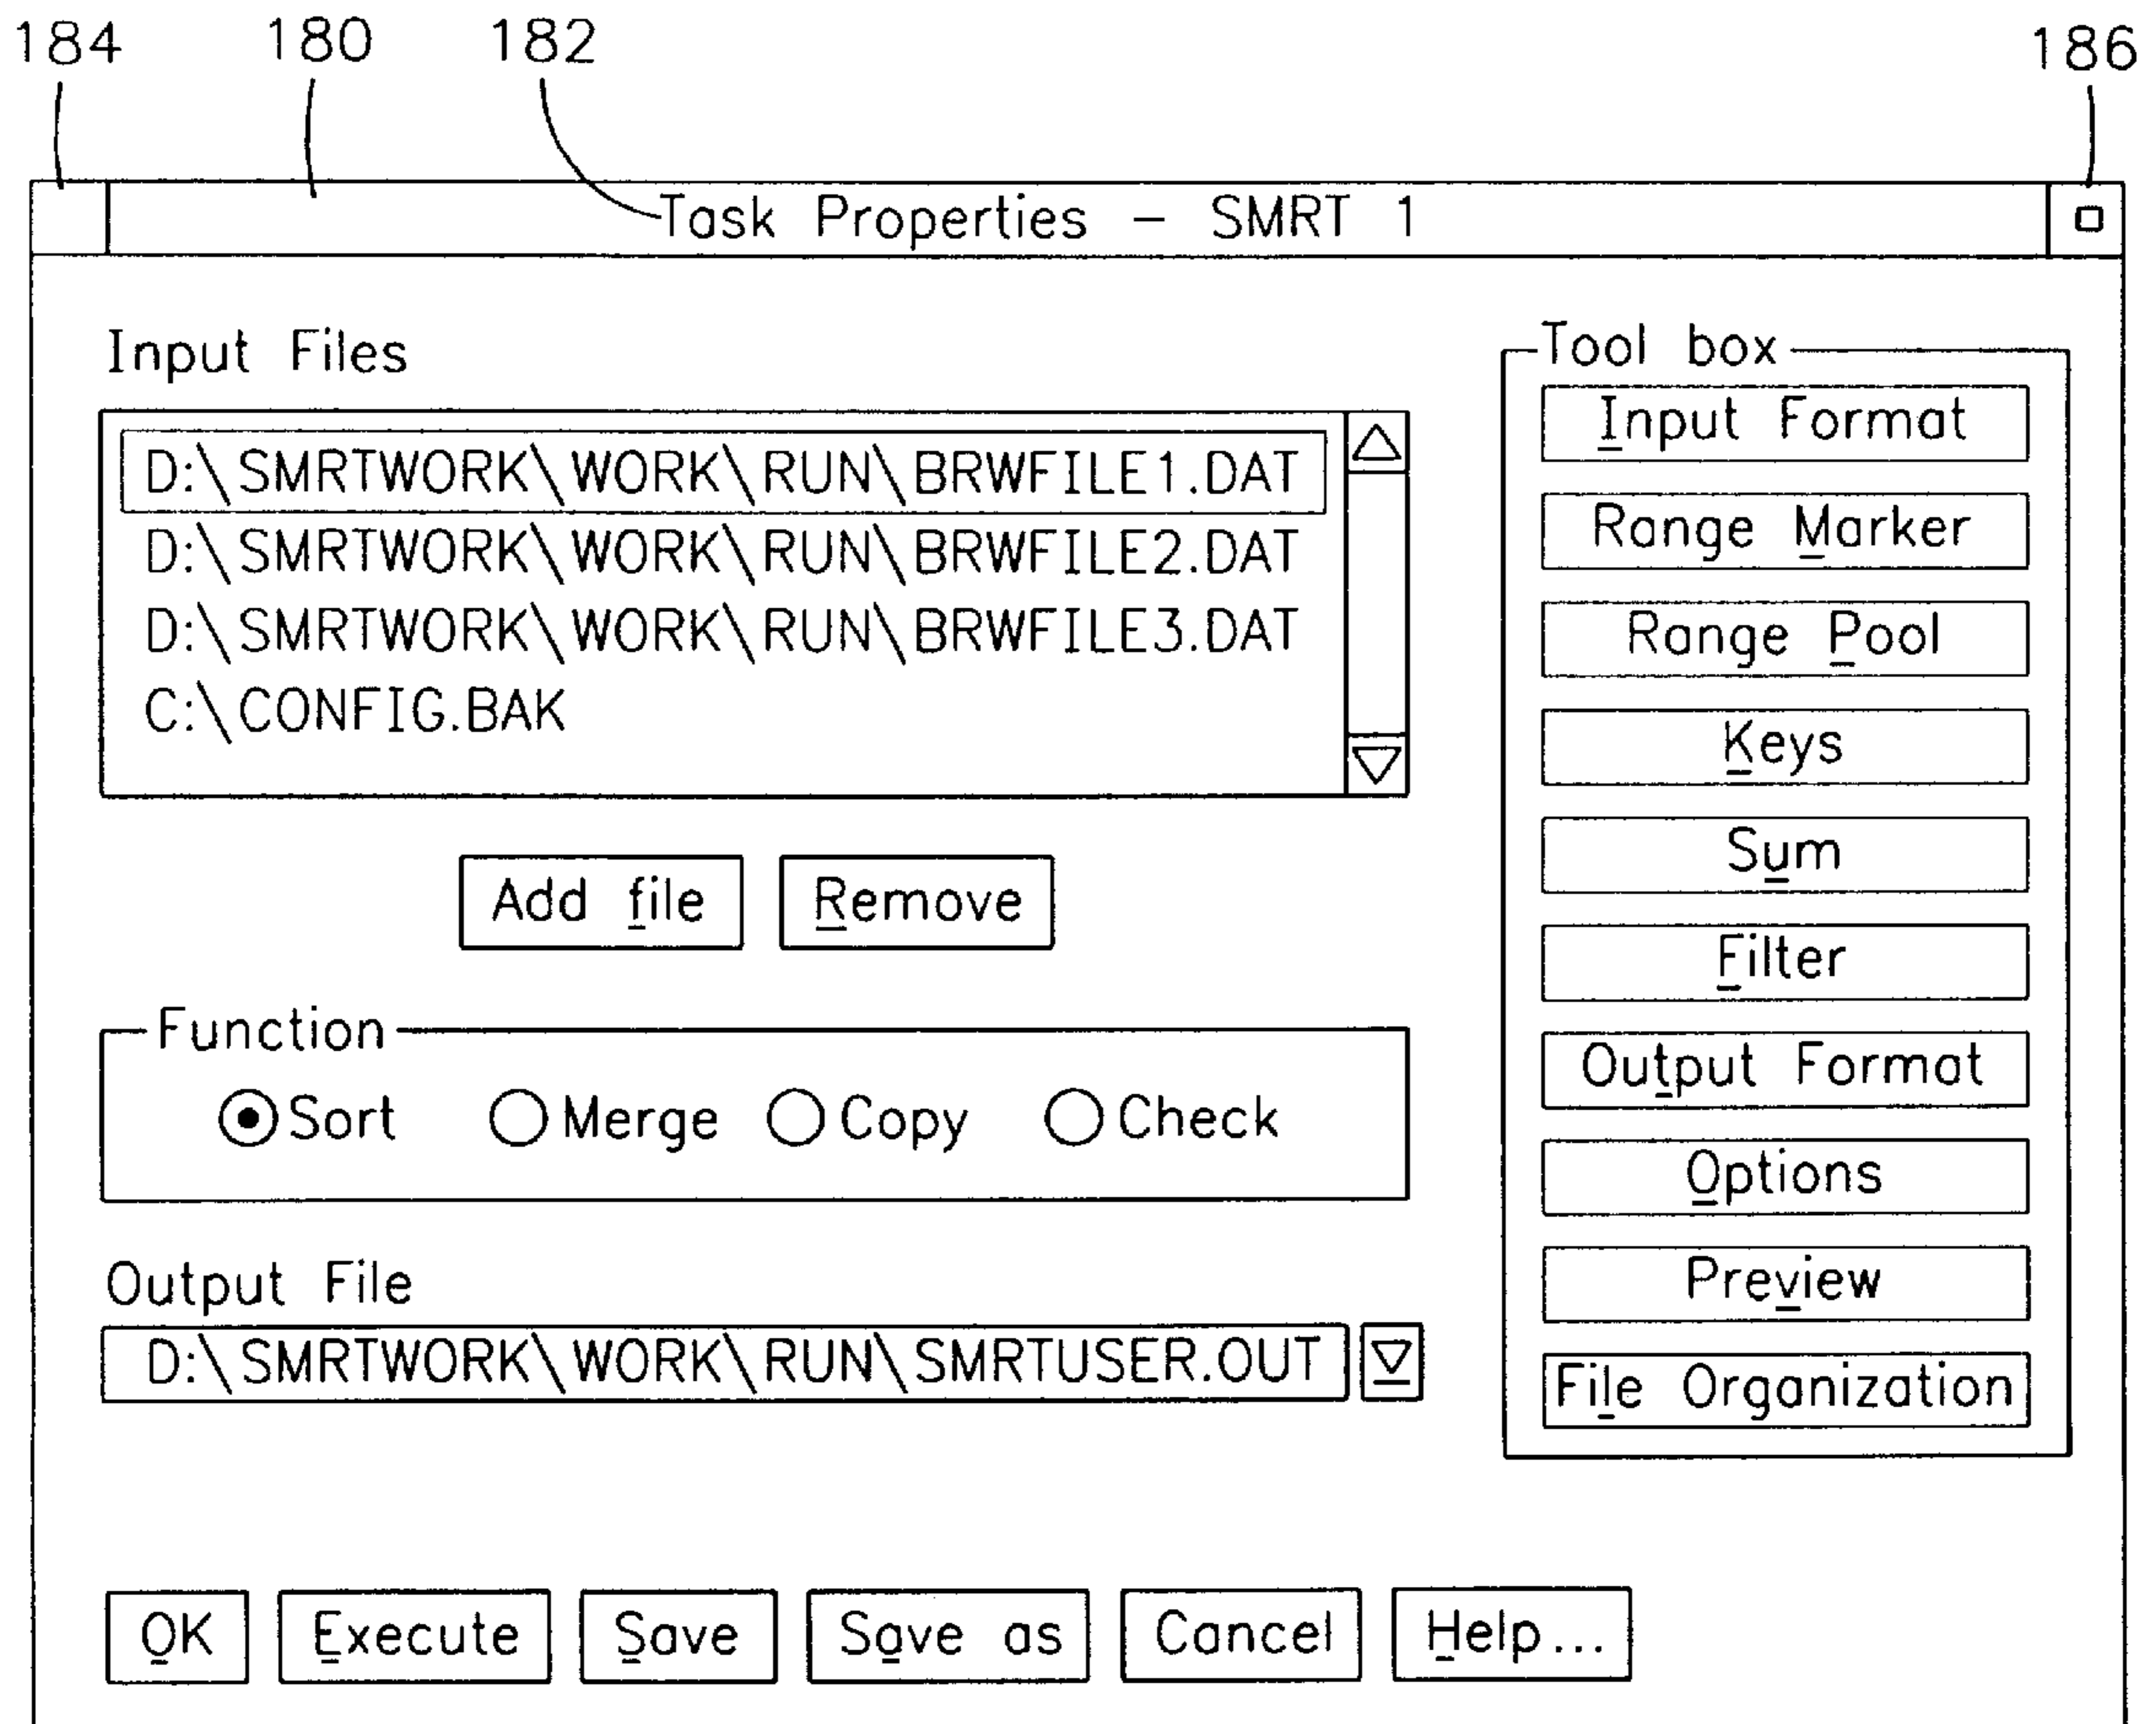 184 180 182 186
Task Properties - SMRT 1
Input Files
D:\SMRTWORK\WORK\RUN\BRWFILE1.DAT
D:\SMRTWORK\WORK\RUN\BRWFILE2.DAT
D:\SMRTWORK\WORK\RUN\BRWFILE3.DAT
C:\CONFIG.BAK
Add file Remove
Function
Sort Merge Copy Check
Output File
D:\SMRTWORK\WORK\RUN\SMRTUSER.OUT
Tool box
Input Format
Range Marker
Range Pool
Keys
Sum
Filter
Output Format
Options
Preview
File Organization
OK Execute Save Save as Cancel Help...